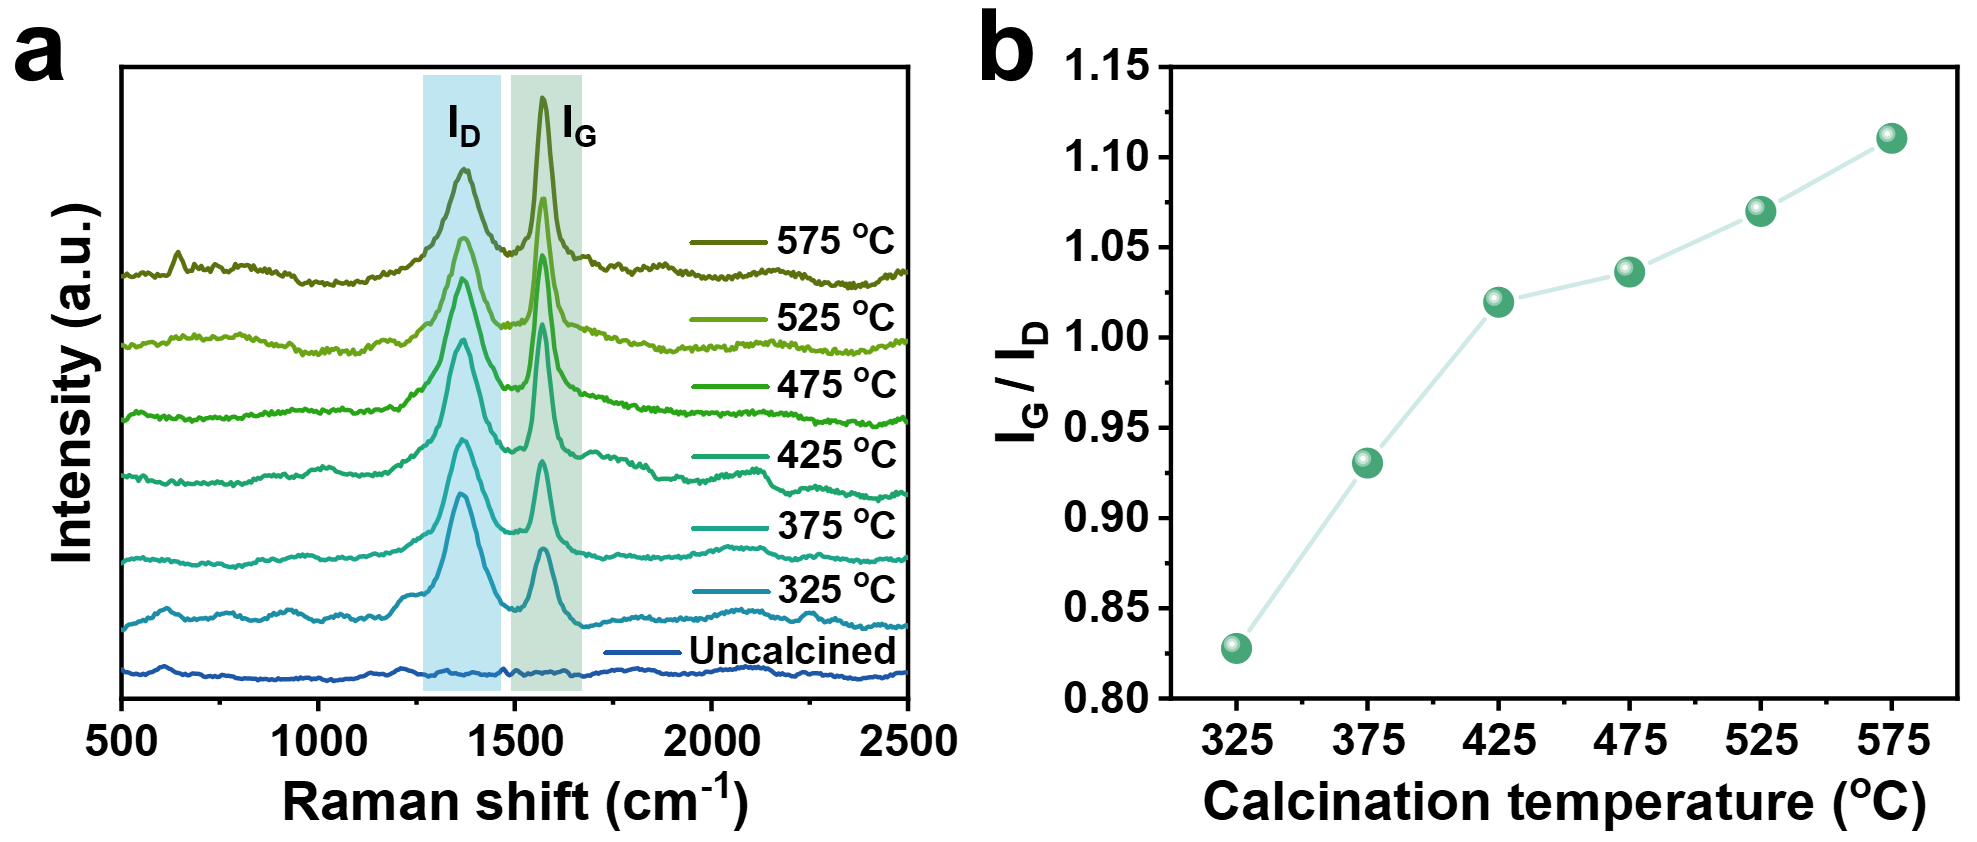 a
I_D
I_G
575 °C
525 °C
475 °C
425 °C
375 °C
325 °C
Uncalcined
Intensity (a.u.)
500 1000 1500 2000 2500
Raman shift (cm⁻¹)
b
1.15
1.10
1.05
1.00
0.95
0.90
0.85
0.80
I_G / I_D
325 375 425 475 525 575
Calcination temperature (°C)